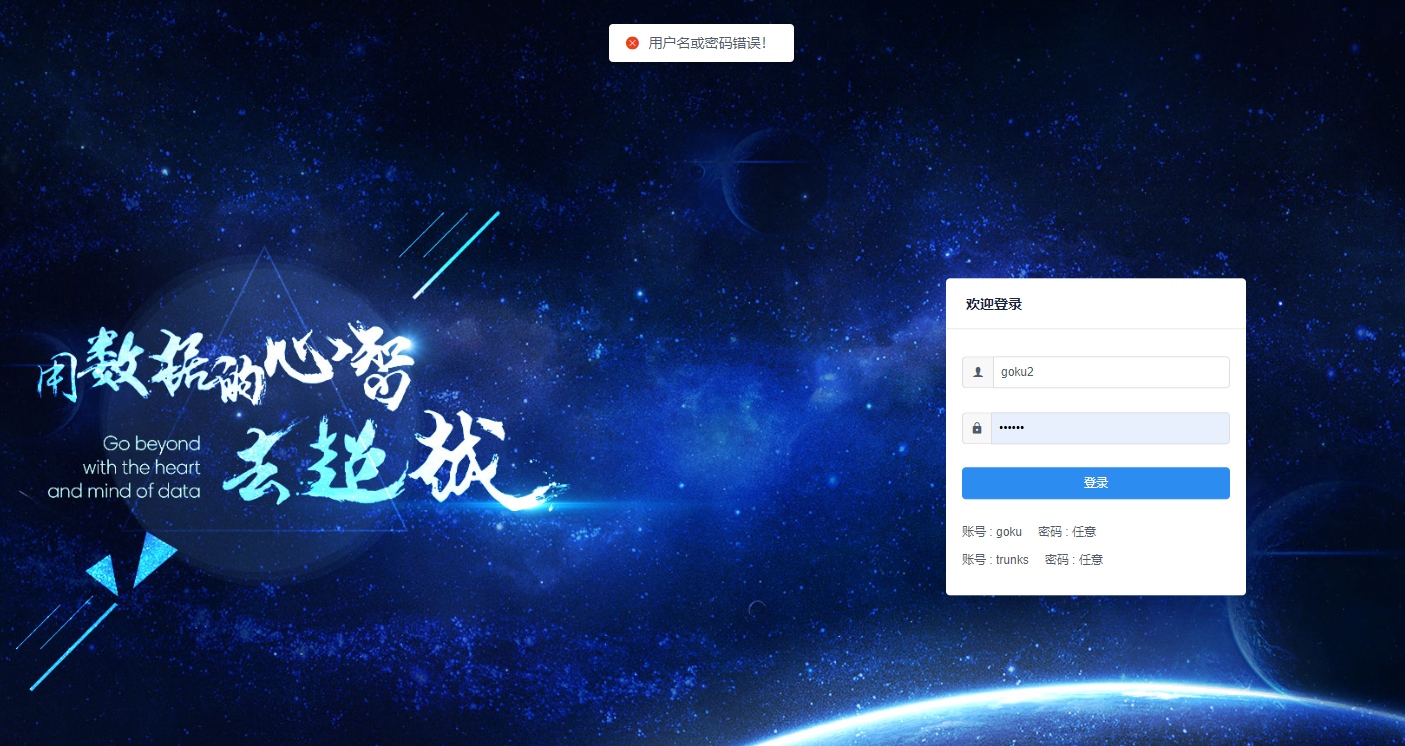 用户名或密码错误!
用数据的心智
去超越
Go beyond
with the heart
and mind of data
欢迎登录
goku2
••••••
登录
账号 : goku 密码 : 任意
账号 : trunks 密码 : 任意